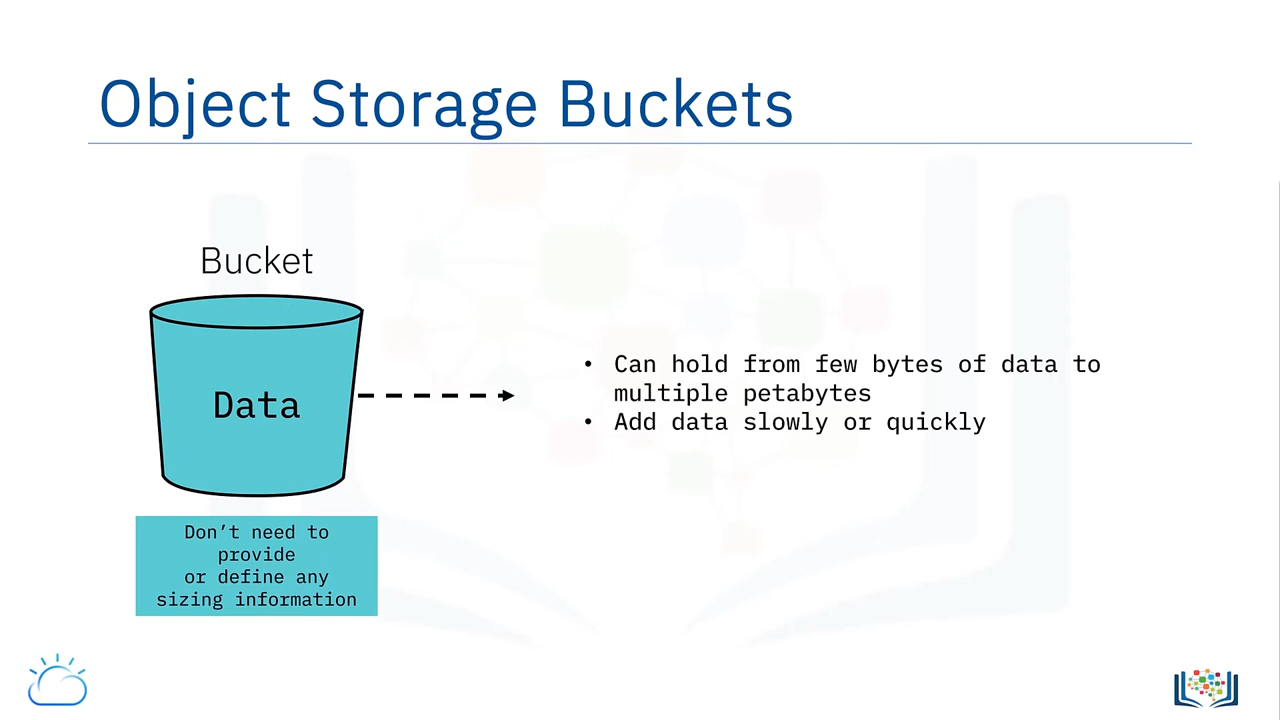 Object Storage Buckets
Bucket
Data
Don’t need to
provide
or define any
sizing information
• Can hold from few bytes of data to
multiple petabytes
• Add data slowly or quickly